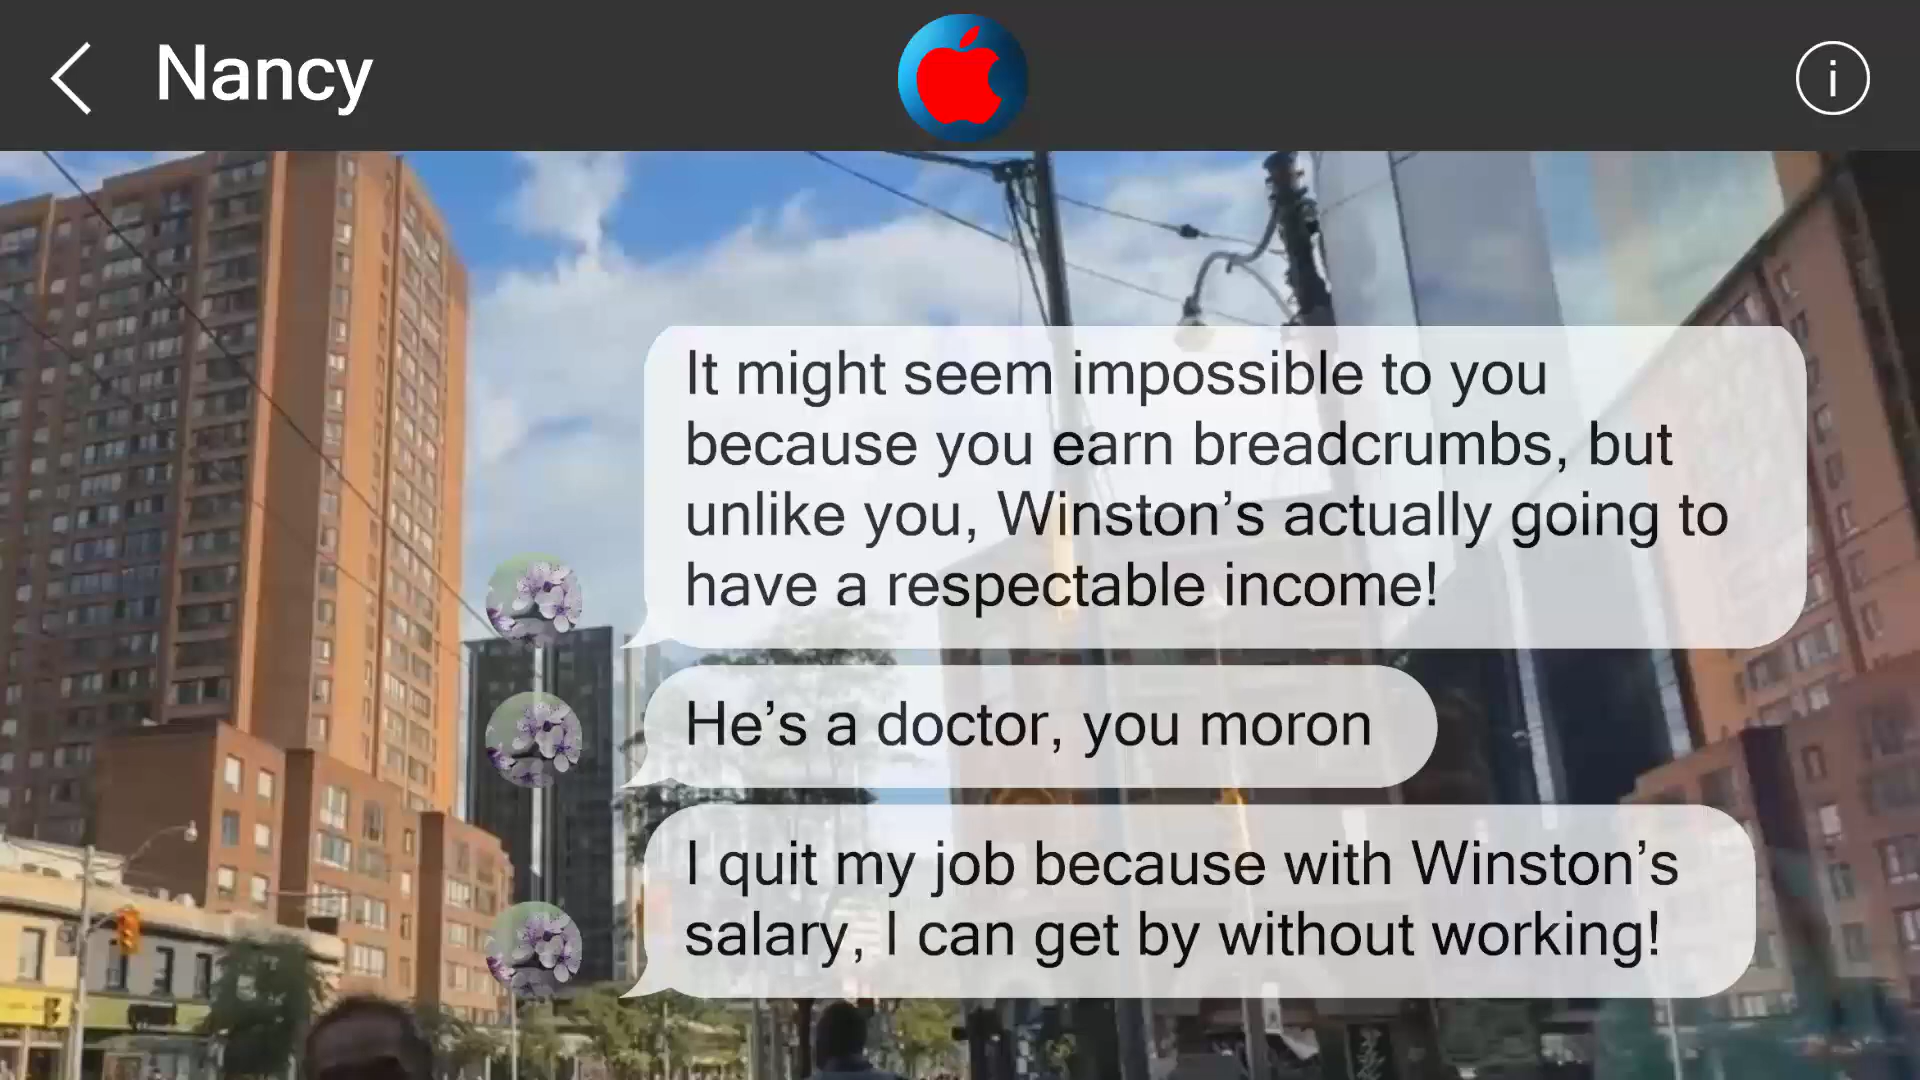 Nancy
It might seem impossible to you
because you earn breadcrumbs, but
unlike you, Winston’s actually going to
have a respectable income!
He’s a doctor, you moron
I quit my job because with Winston’s
salary, I can get by without working!